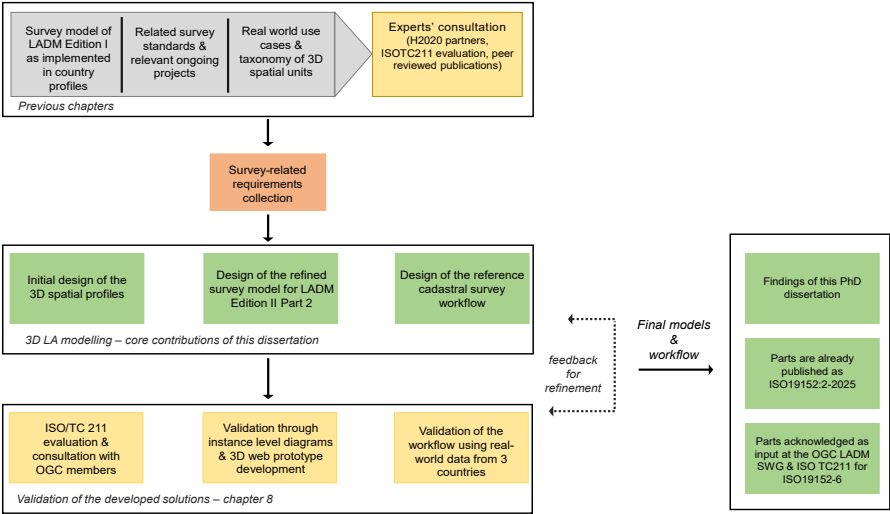 Survey model of
LADM Edition I
as implemented
in country
profiles
Related survey
standards &
relevant ongoing
projects
Real world use
cases &
taxonomy of 3D
spatial units
Experts' consultation
(H2020 partners,
ISOTC211 evaluation, peer
reviewed publications)
Previous chapters
Survey-related
requirements
collection
Initial design of the
3D spatial profiles
Design of the refined
survey model for LADM
Edition II Part 2
Design of the reference
cadastral survey
workflow
3D LA modelling – core contributions of this dissertation
feedback
for
refinement
Final models
&
workflow
Findings of this PhD
dissertation
Parts are already
published as
ISO19152:2-2025
Parts acknowledged as
input at the OGC LADM
SWG & ISO TC211 for
ISO19152-6
ISO/TC 211
evaluation &
consultation with
OGC members
Validation through
instance level diagrams
& 3D web prototype
development
Validation of the
workflow using real-
world data from 3
countries
Validation of the developed solutions – chapter 8